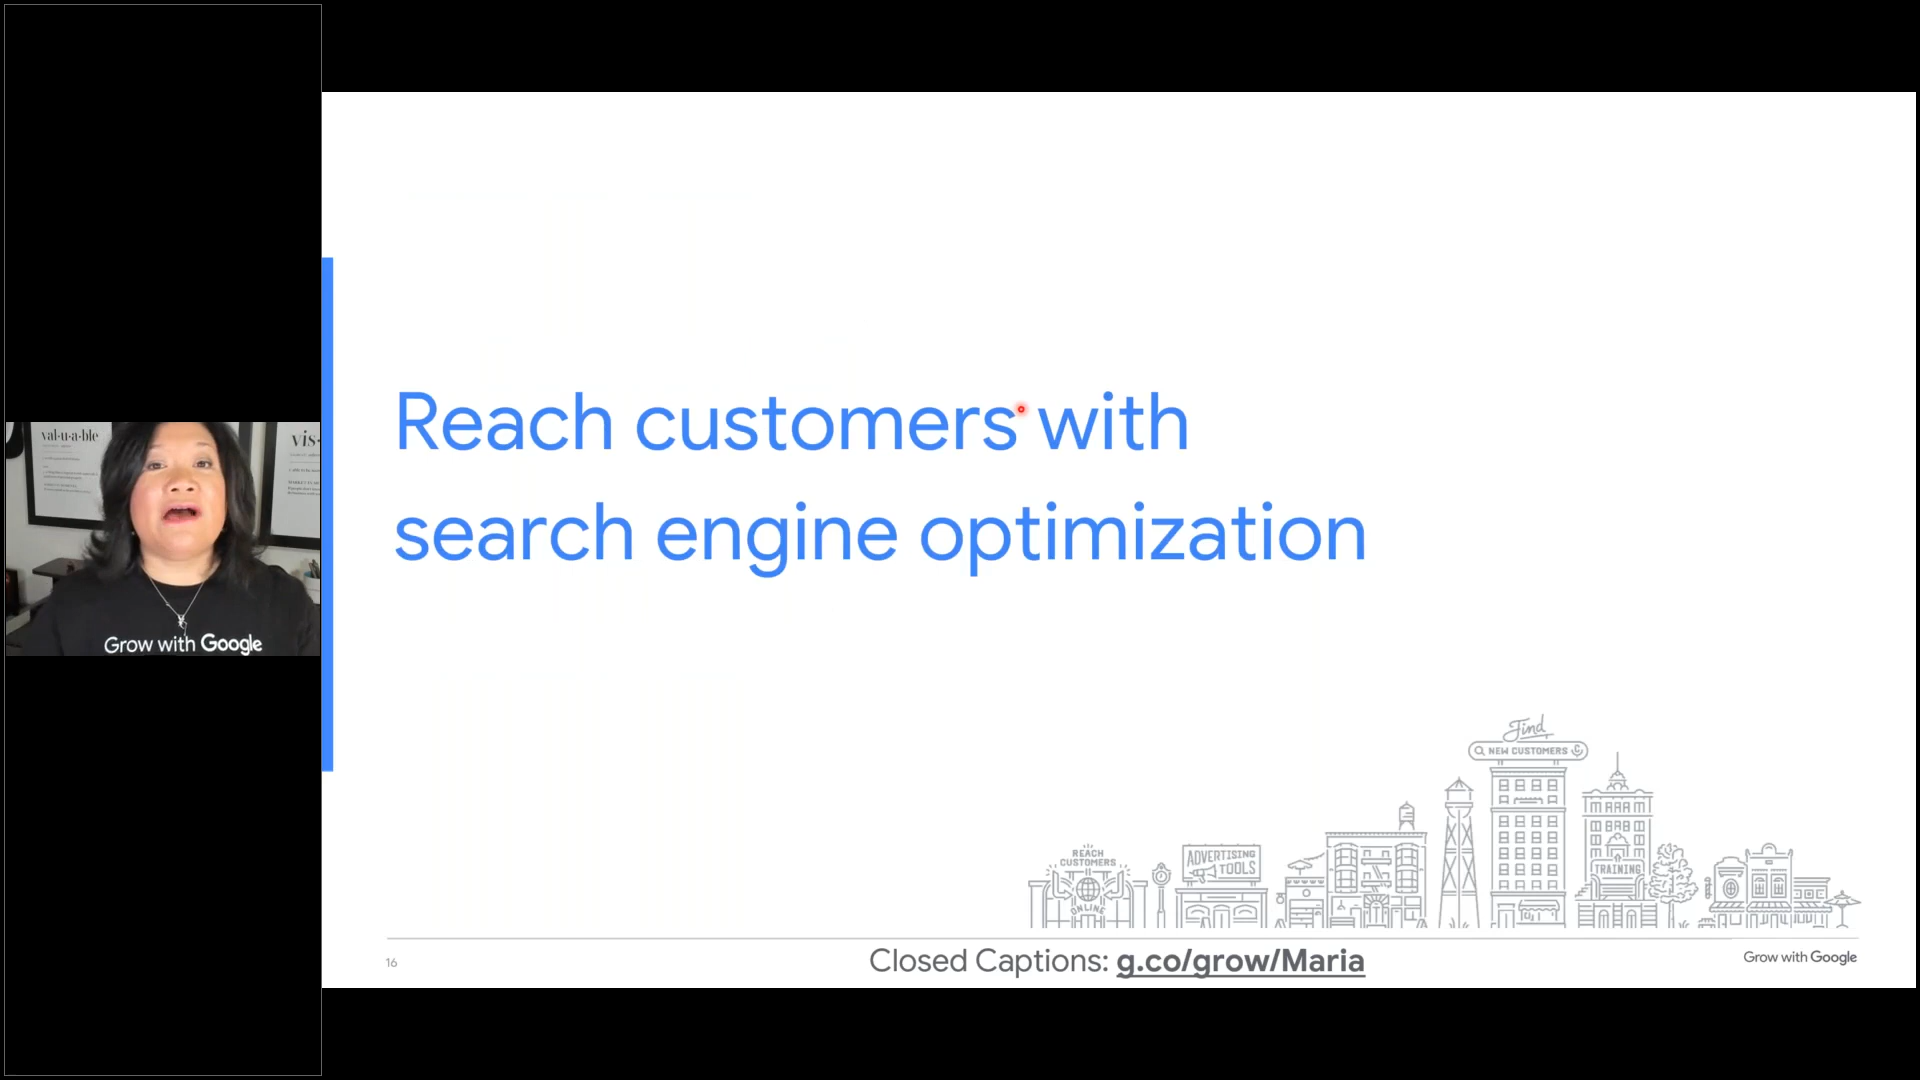 val·u·a·ble
vis-
Grow with Google
Reach customers with
search engine optimization
Find
NEW CUSTOMERS
REACH
CUSTOMERS
ONLINE
ADVERTISING
TOOLS
TRAINING
16
Closed Captions: g.co/grow/Maria
Grow with Google